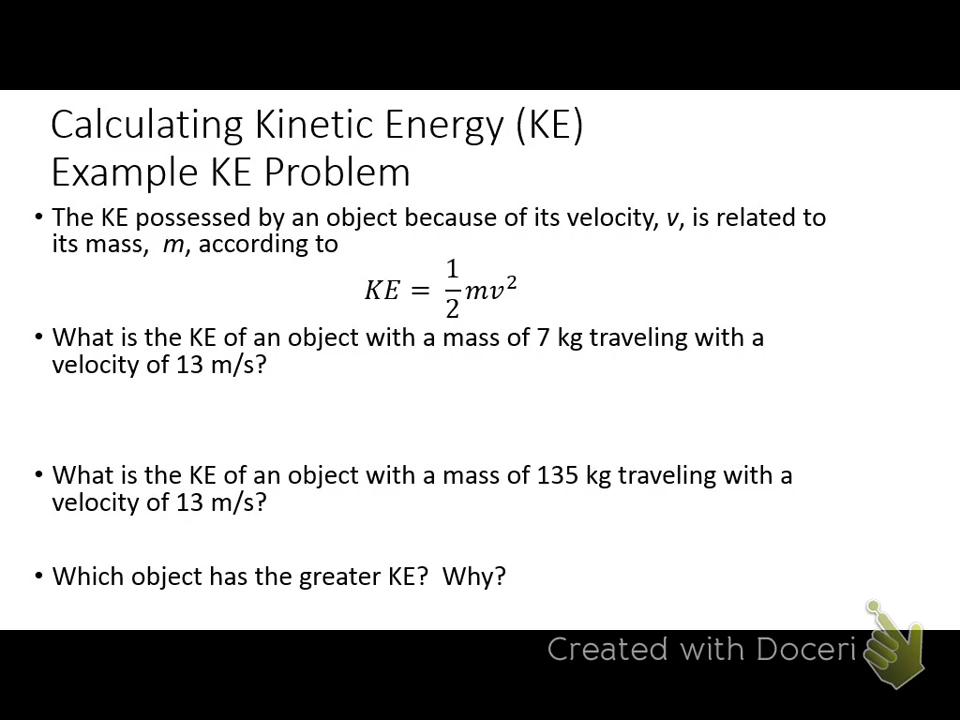 Calculating Kinetic Energy (KE)
Example KE Problem
• The KE possessed by an object because of its velocity, v, is related to
its mass, m, according to
KE = 1/2 mv²
• What is the KE of an object with a mass of 7 kg traveling with a
velocity of 13 m/s?
• What is the KE of an object with a mass of 135 kg traveling with a
velocity of 13 m/s?
• Which object has the greater KE? Why?
Created with Doceri